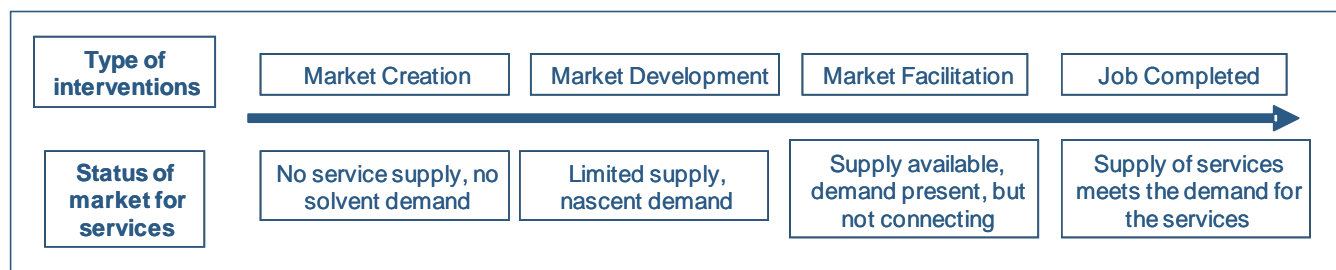 Type of
interventions
Market Creation
Market Development
Market Facilitation
Job Completed
Status of
market for
services
No service supply, no
solvent demand
Limited supply,
nascent demand
Supply available,
demand present, but
not connecting
Supply of services
meets the demand for
the services